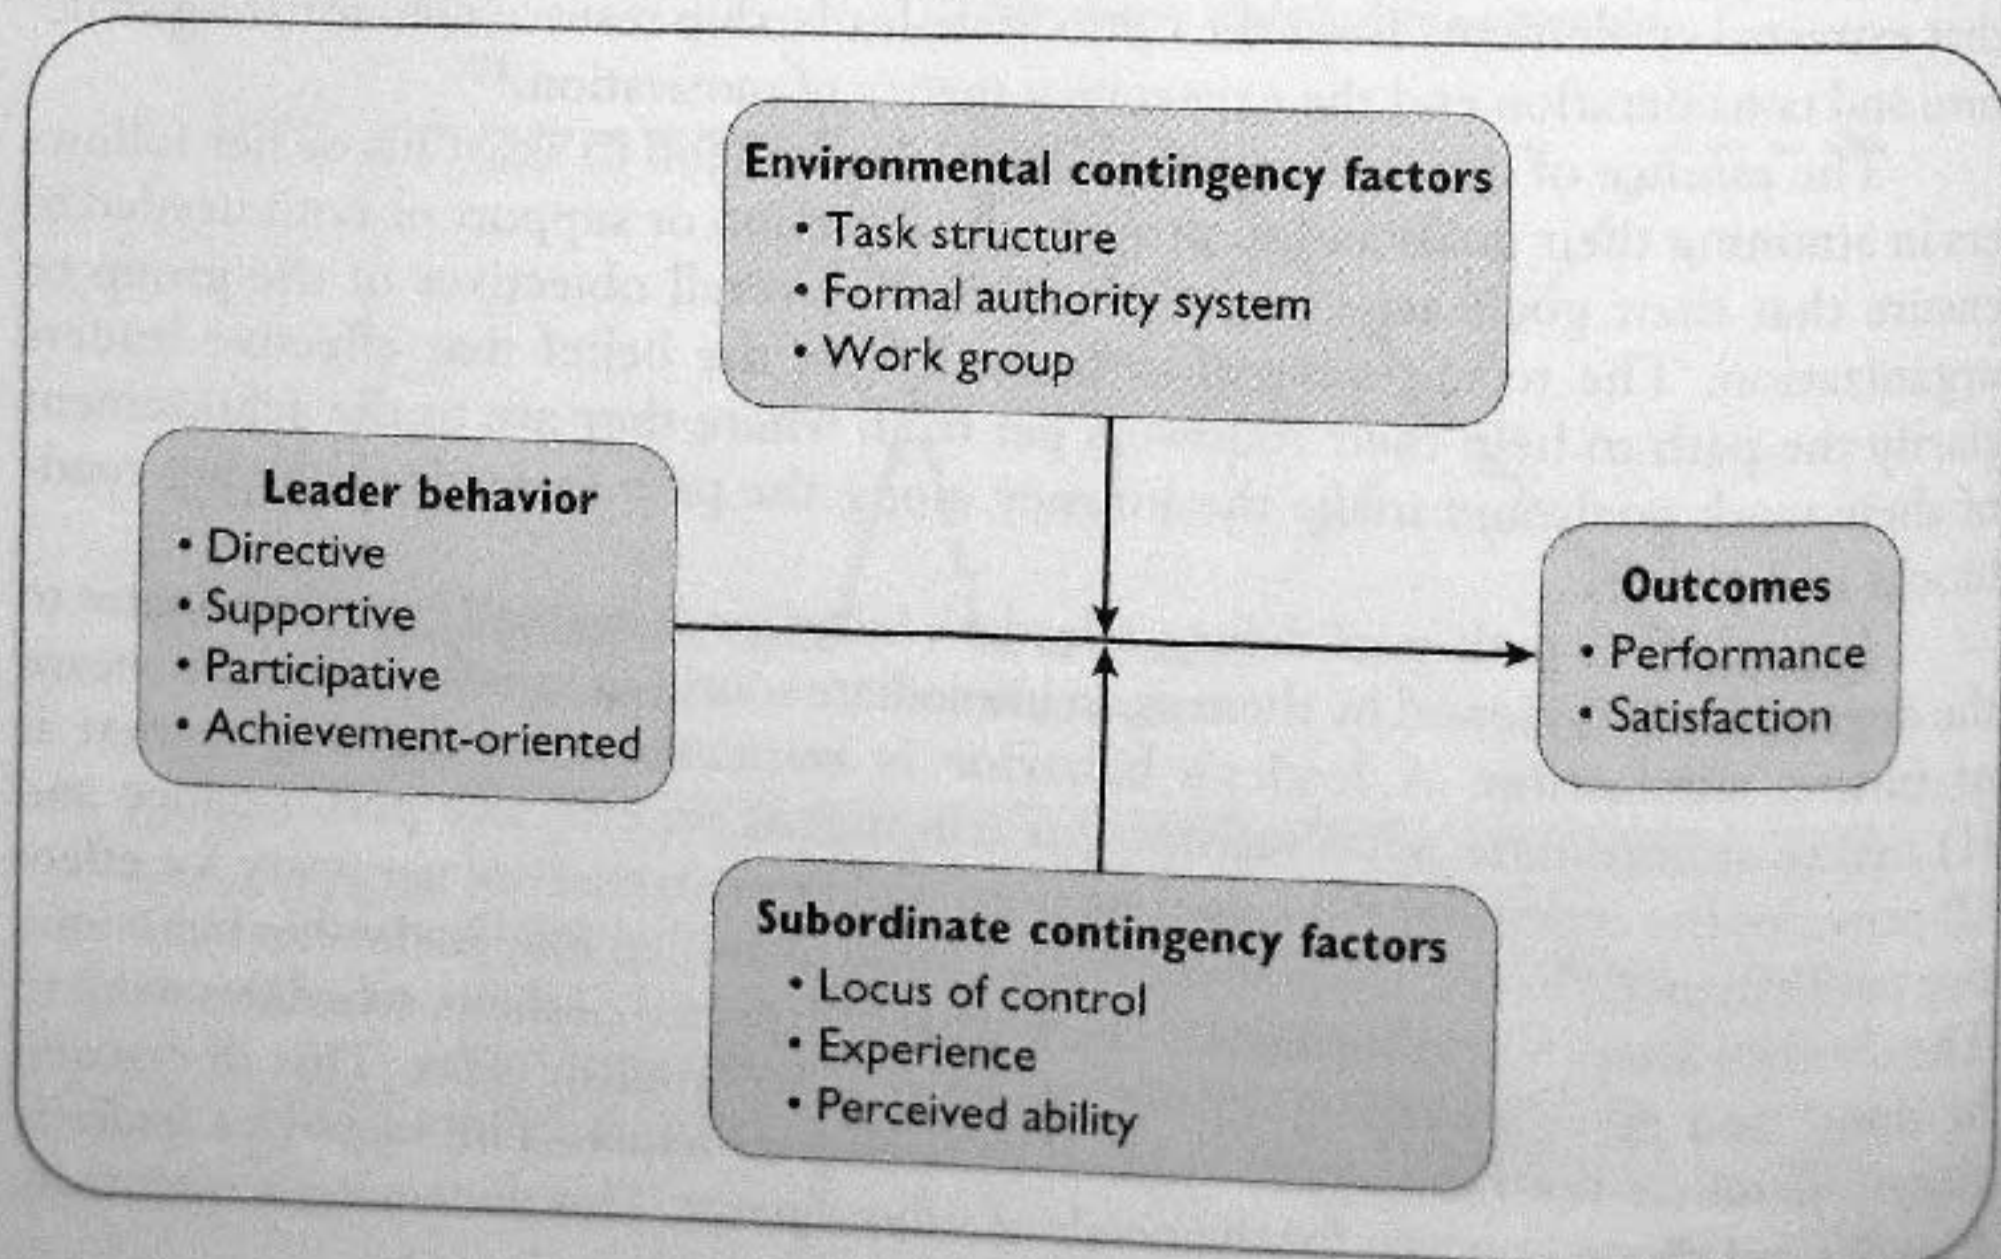 Environmental contingency factors
• Task structure
• Formal authority system
• Work group
Leader behavior
• Directive
• Supportive
• Participative
• Achievement-oriented
Outcomes
• Performance
• Satisfaction
Subordinate contingency factors
• Locus of control
• Experience
• Perceived ability